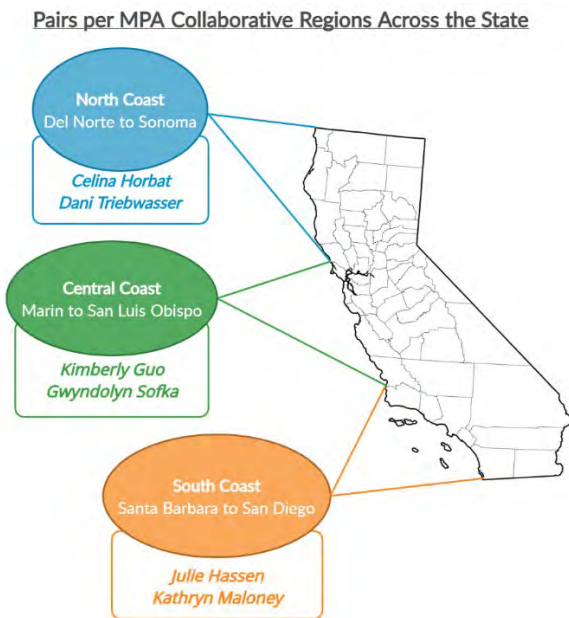 Pairs per MPA Collaborative Regions Across the State
North Coast
Del Norte to Sonoma
Celina Horbat
Dani Triebwasser
Central Coast
Marin to San Luis Obispo
Kimberly Guo
Gwyndolyn Sofka
South Coast
Santa Barbara to San Diego
Julie Hassen
Kathryn Maloney